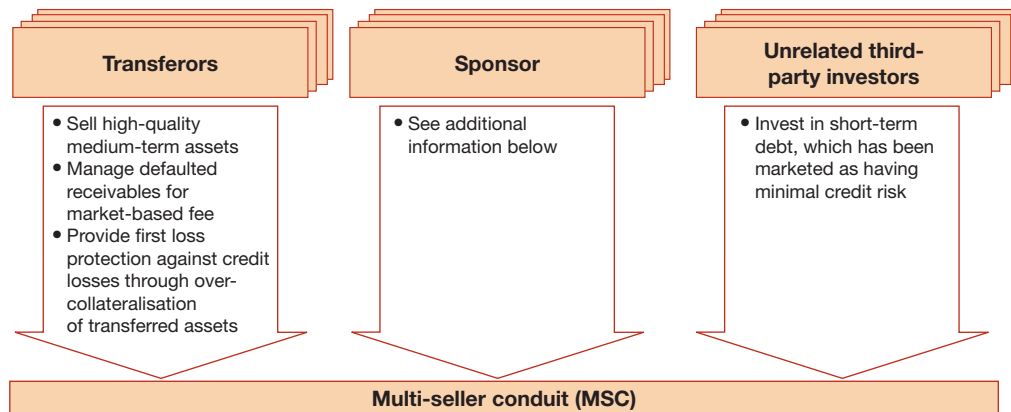 Transferors
Sponsor
Unrelated third-
party investors
• Sell high-quality
medium-term assets
• Manage defaulted
receivables for
market-based fee
• Provide first loss
protection against credit
losses through over-
collateralisation
of transferred assets
• See additional
information below
• Invest in short-term
debt, which has been
marketed as having
minimal credit risk
Multi-seller conduit (MSC)